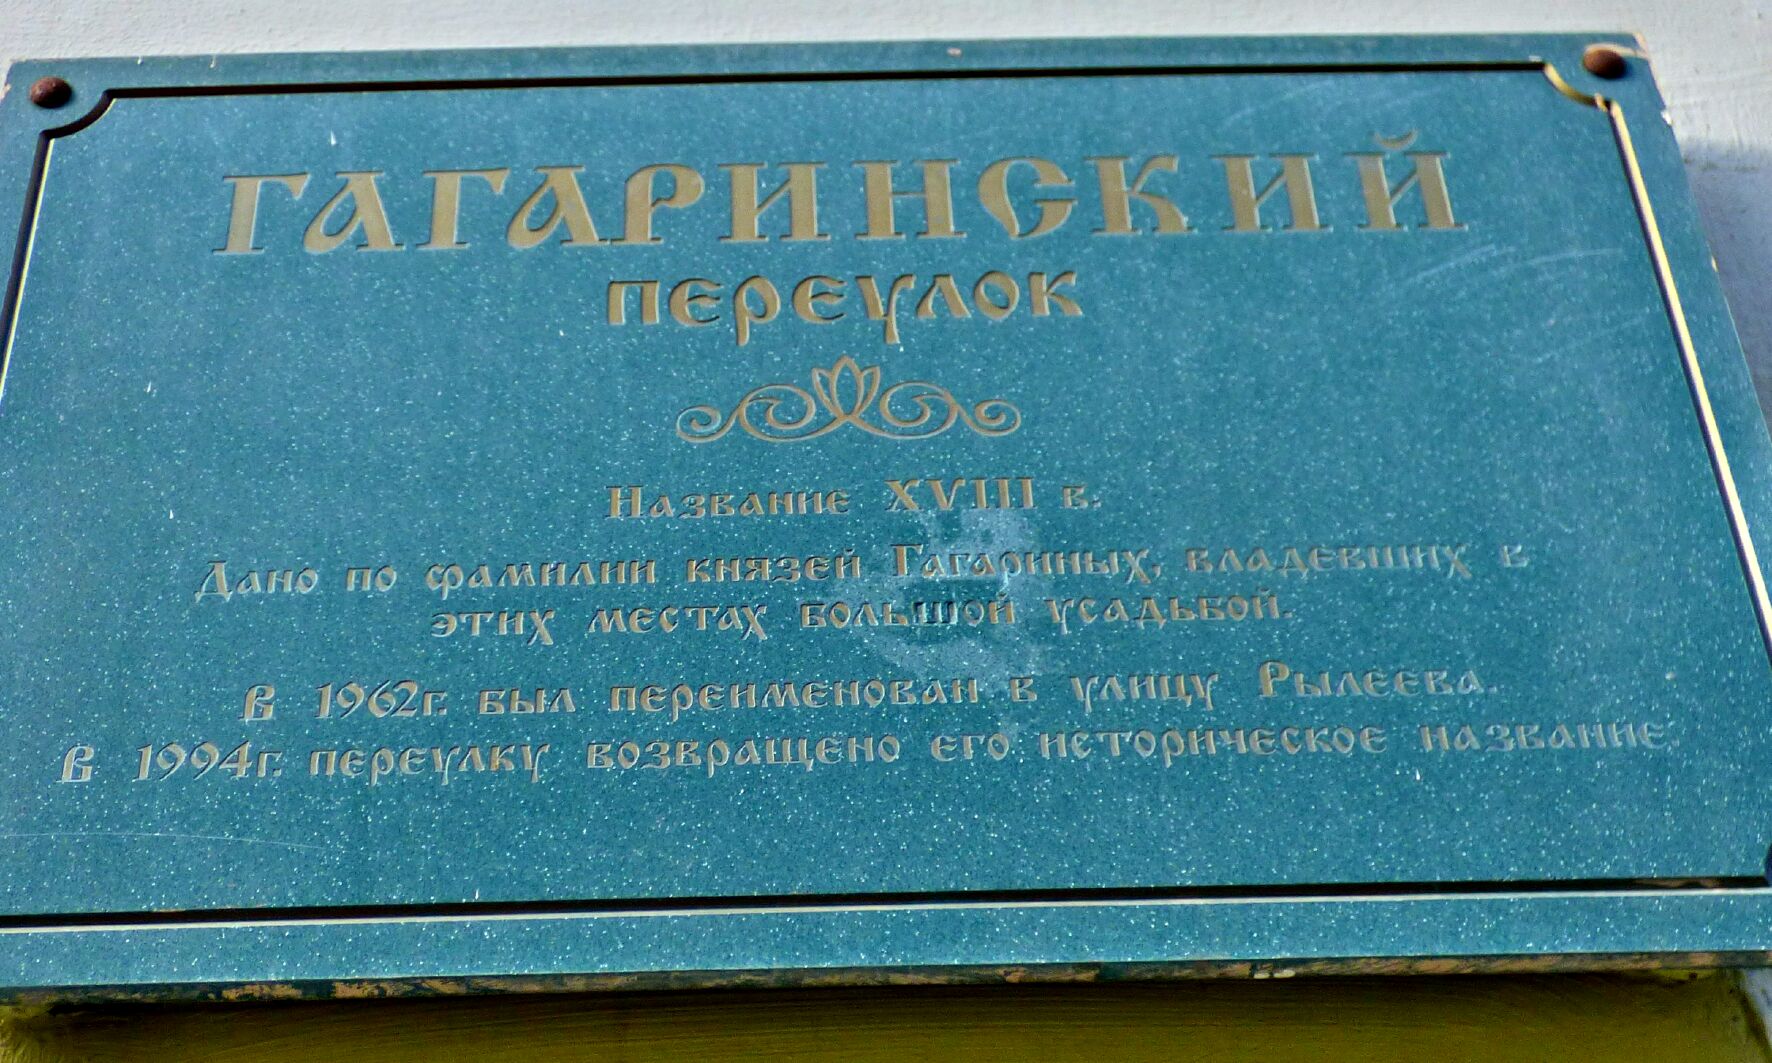 ГАГАРИНСКИЙ
переулок
Название XVIII в.
Дано по фамилии князей Гагариных, владевших в
этих местах большой усадьбой.
В 1962г. был переименован в улицу Рылеева.
В 1994г. переулку возвращено его историческое название.